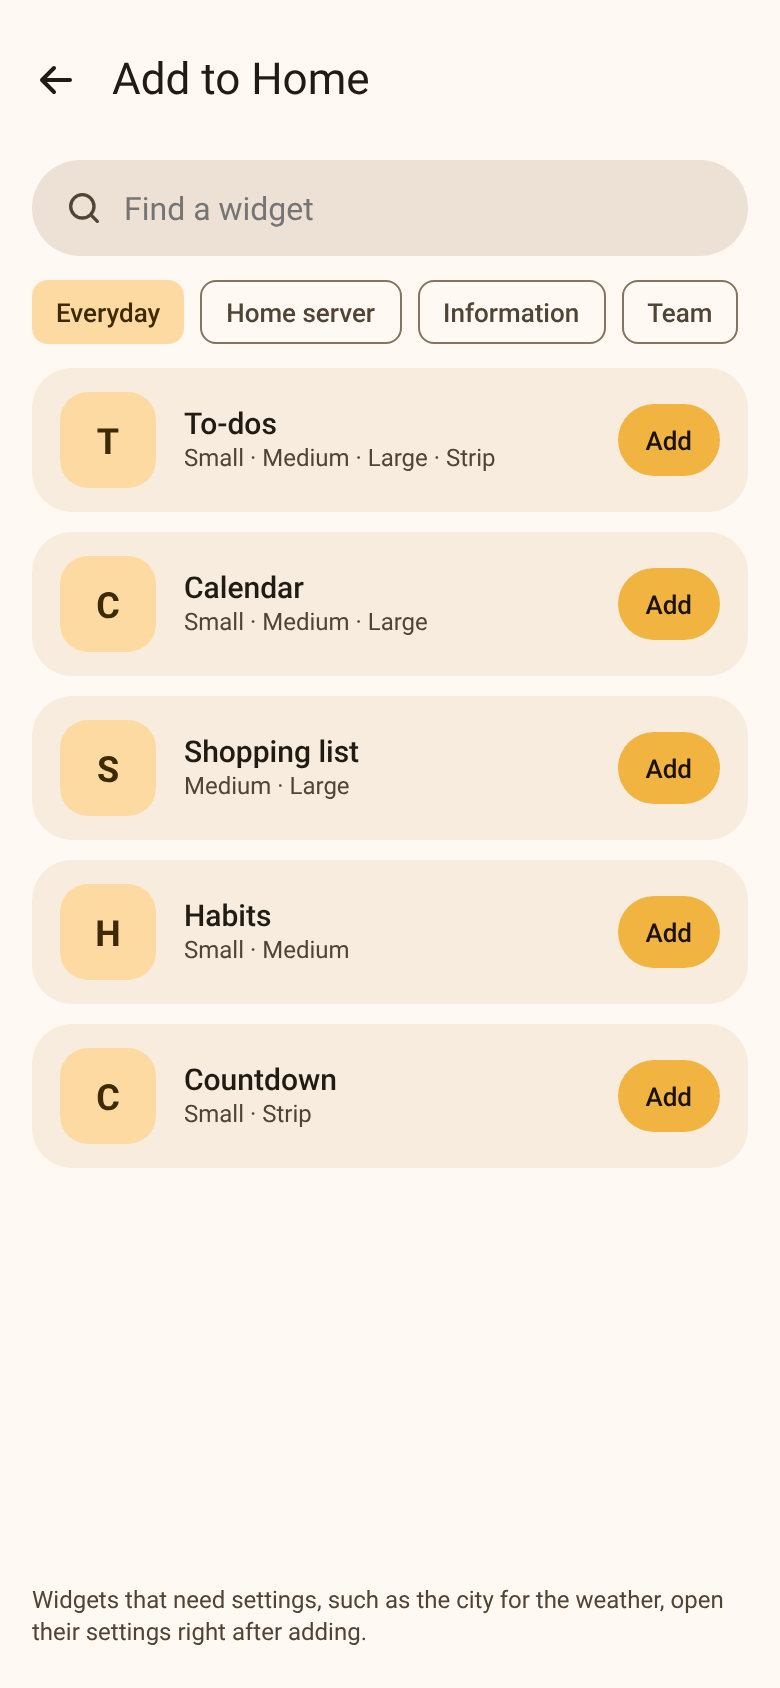 Add to Home
Find a widget
Everyday
Home server
Information
Team
T
To-dos
Small · Medium · Large · Strip
Add
C
Calendar
Small · Medium · Large
Add
S
Shopping list
Medium · Large
Add
H
Habits
Small · Medium
Add
C
Countdown
Small · Strip
Add
Widgets that need settings, such as the city for the weather, open
their settings right after adding.